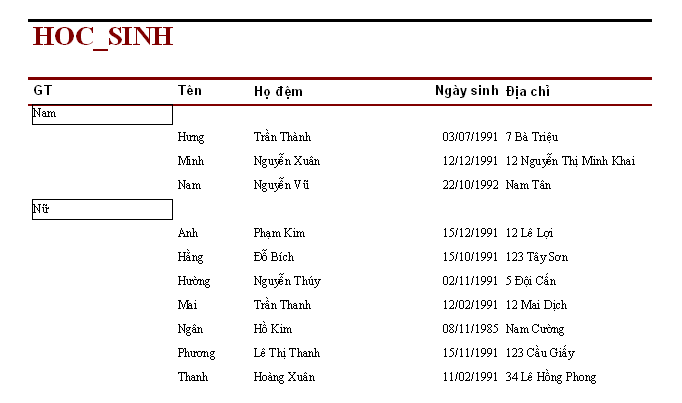 HOC_SINH
GT Tên Họ đệm Ngày sinh Địa chỉ
Nam
Hưng Trần Thành 03/07/1991 7 Bà Triệu
Minh Nguyễn Xuân 12/12/1991 12 Nguyễn Thị Minh Khai
Nam Nguyễn Vũ 22/10/1992 Nam Tân
Nữ
Anh Phạm Kim 15/12/1991 12 Lê Lợi
Hằng Đỗ Bích 15/10/1991 123 Tây Sơn
Hường Nguyễn Thúy 02/11/1991 5 Đội Cấn
Mai Trần Thanh 12/02/1991 12 Mai Dịch
Ngân Hồ Kim 08/11/1985 Nam Cường
Phương Lê Thị Thanh 15/11/1991 123 Cầu Giấy
Thanh Hoàng Xuân 11/02/1991 34 Lê Hồng Phong